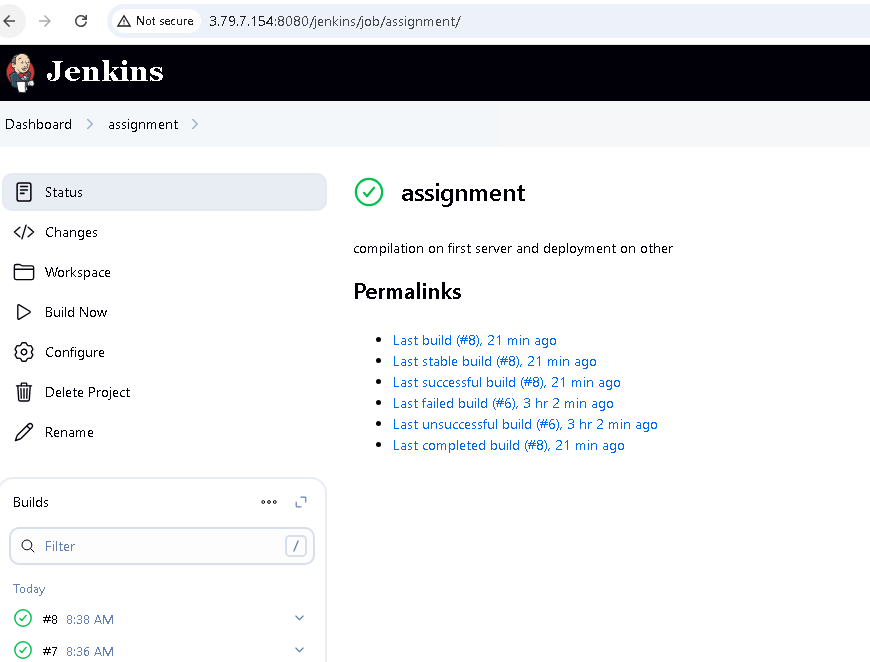 Not secure 3.79.7.154:8080/jenkins/job/assignment/
Jenkins
Dashboard assignment
Status
Changes
Workspace
Build Now
Configure
Delete Project
Rename
Builds
Filter /
Today
#8 8:38 AM
#7 8:36 AM
assignment
compilation on first server and deployment on other
Permalinks
Last build (#8), 21 min ago
Last stable build (#8), 21 min ago
Last successful build (#8), 21 min ago
Last failed build (#6), 3 hr 2 min ago
Last unsuccessful build (#6), 3 hr 2 min ago
Last completed build (#8), 21 min ago